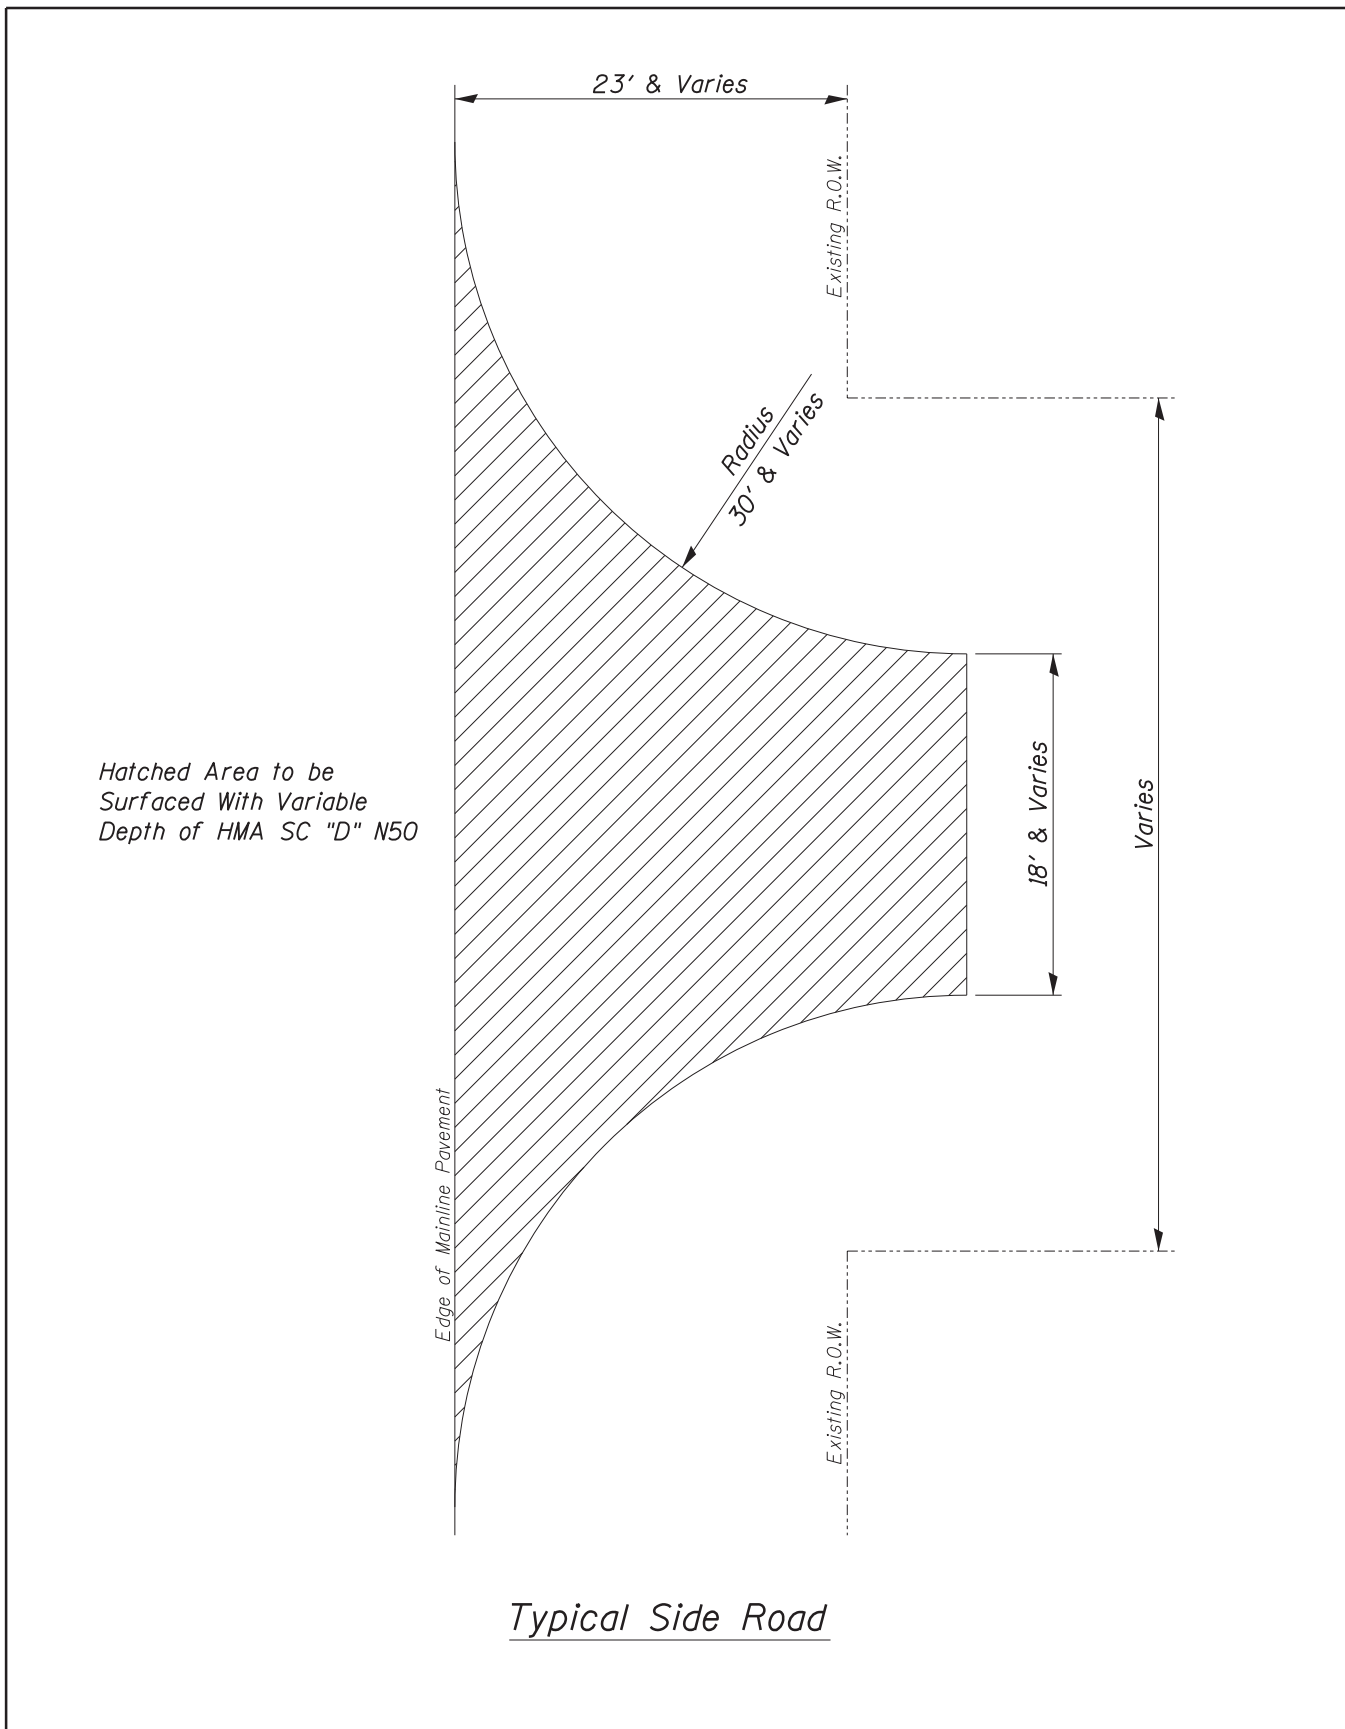 23' & Varies
Existing R.O.W.
Radius
30' & Varies
Hatched Area to be
Surfaced With Variable
Depth of HMA SC "D" N50
18' & Varies
Varies
Edge of Mainline Pavement
Existing R.O.W.
Typical Side Road